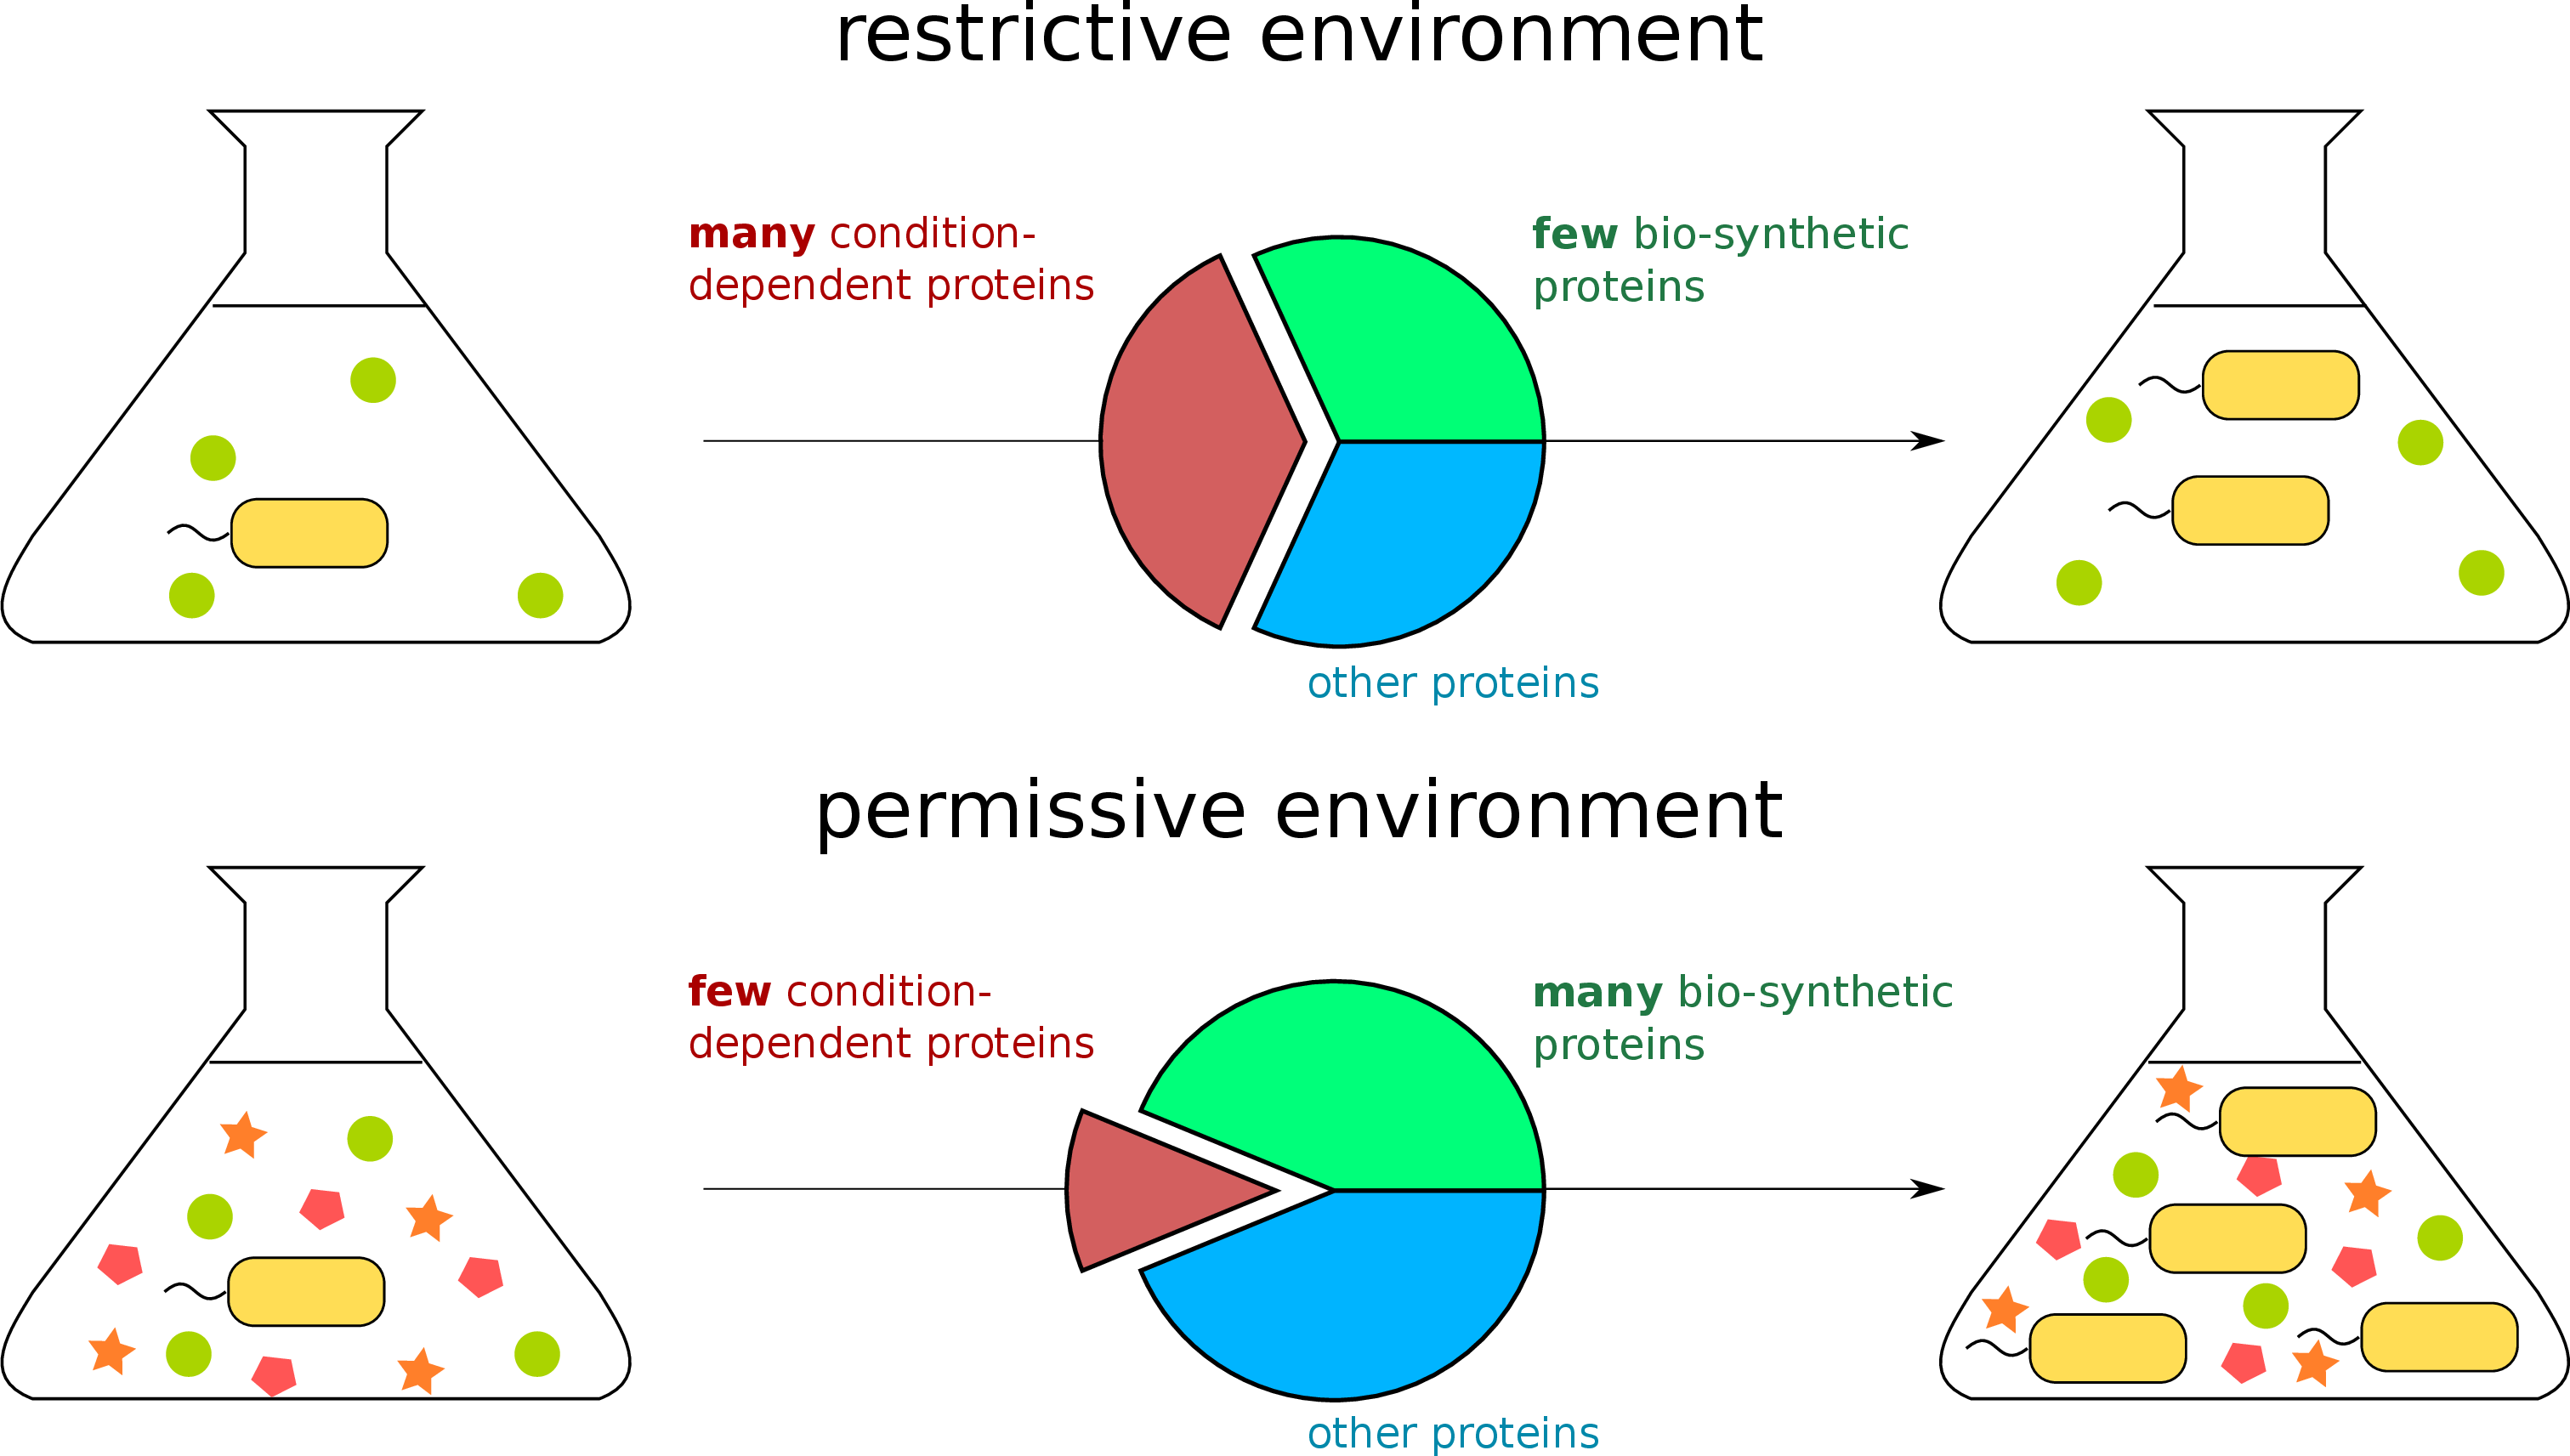 restrictive environment
many condition-
dependent proteins
few bio-synthetic
proteins
other proteins
permissive environment
few condition-
dependent proteins
many bio-synthetic
proteins
other proteins